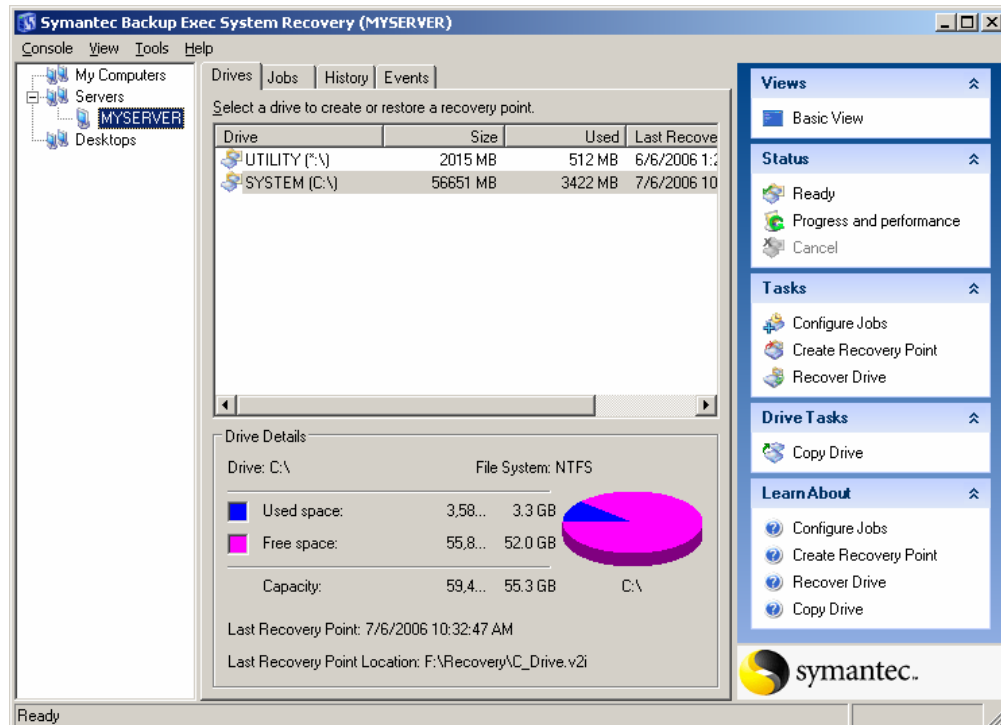 Symantec Backup Exec System Recovery (MYSERVER)
Console View Tools Help
My Computers
Servers
MYSERVER
Desktops
Drives Jobs History Events
Select a drive to create or restore a recovery point.
Drive Size Used Last Recove
UTILITY (*:\) 2015 MB 512 MB 6/6/2006 1:2
SYSTEM (C:\) 56651 MB 3422 MB 7/6/2006 10
Drive Details
Drive: C:\ File System: NTFS
Used space: 3,58... 3.3 GB
Free space: 55,8... 52.0 GB
Capacity: 59,4... 55.3 GB C:\
Last Recovery Point: 7/6/2006 10:32:47 AM
Last Recovery Point Location: F:\Recovery\C_Drive.v2i
Views
Basic View
Status
Ready
Progress and performance
Cancel
Tasks
Configure Jobs
Create Recovery Point
Recover Drive
Drive Tasks
Copy Drive
Learn About
Configure Jobs
Create Recovery Point
Recover Drive
Copy Drive
symantec™
Ready